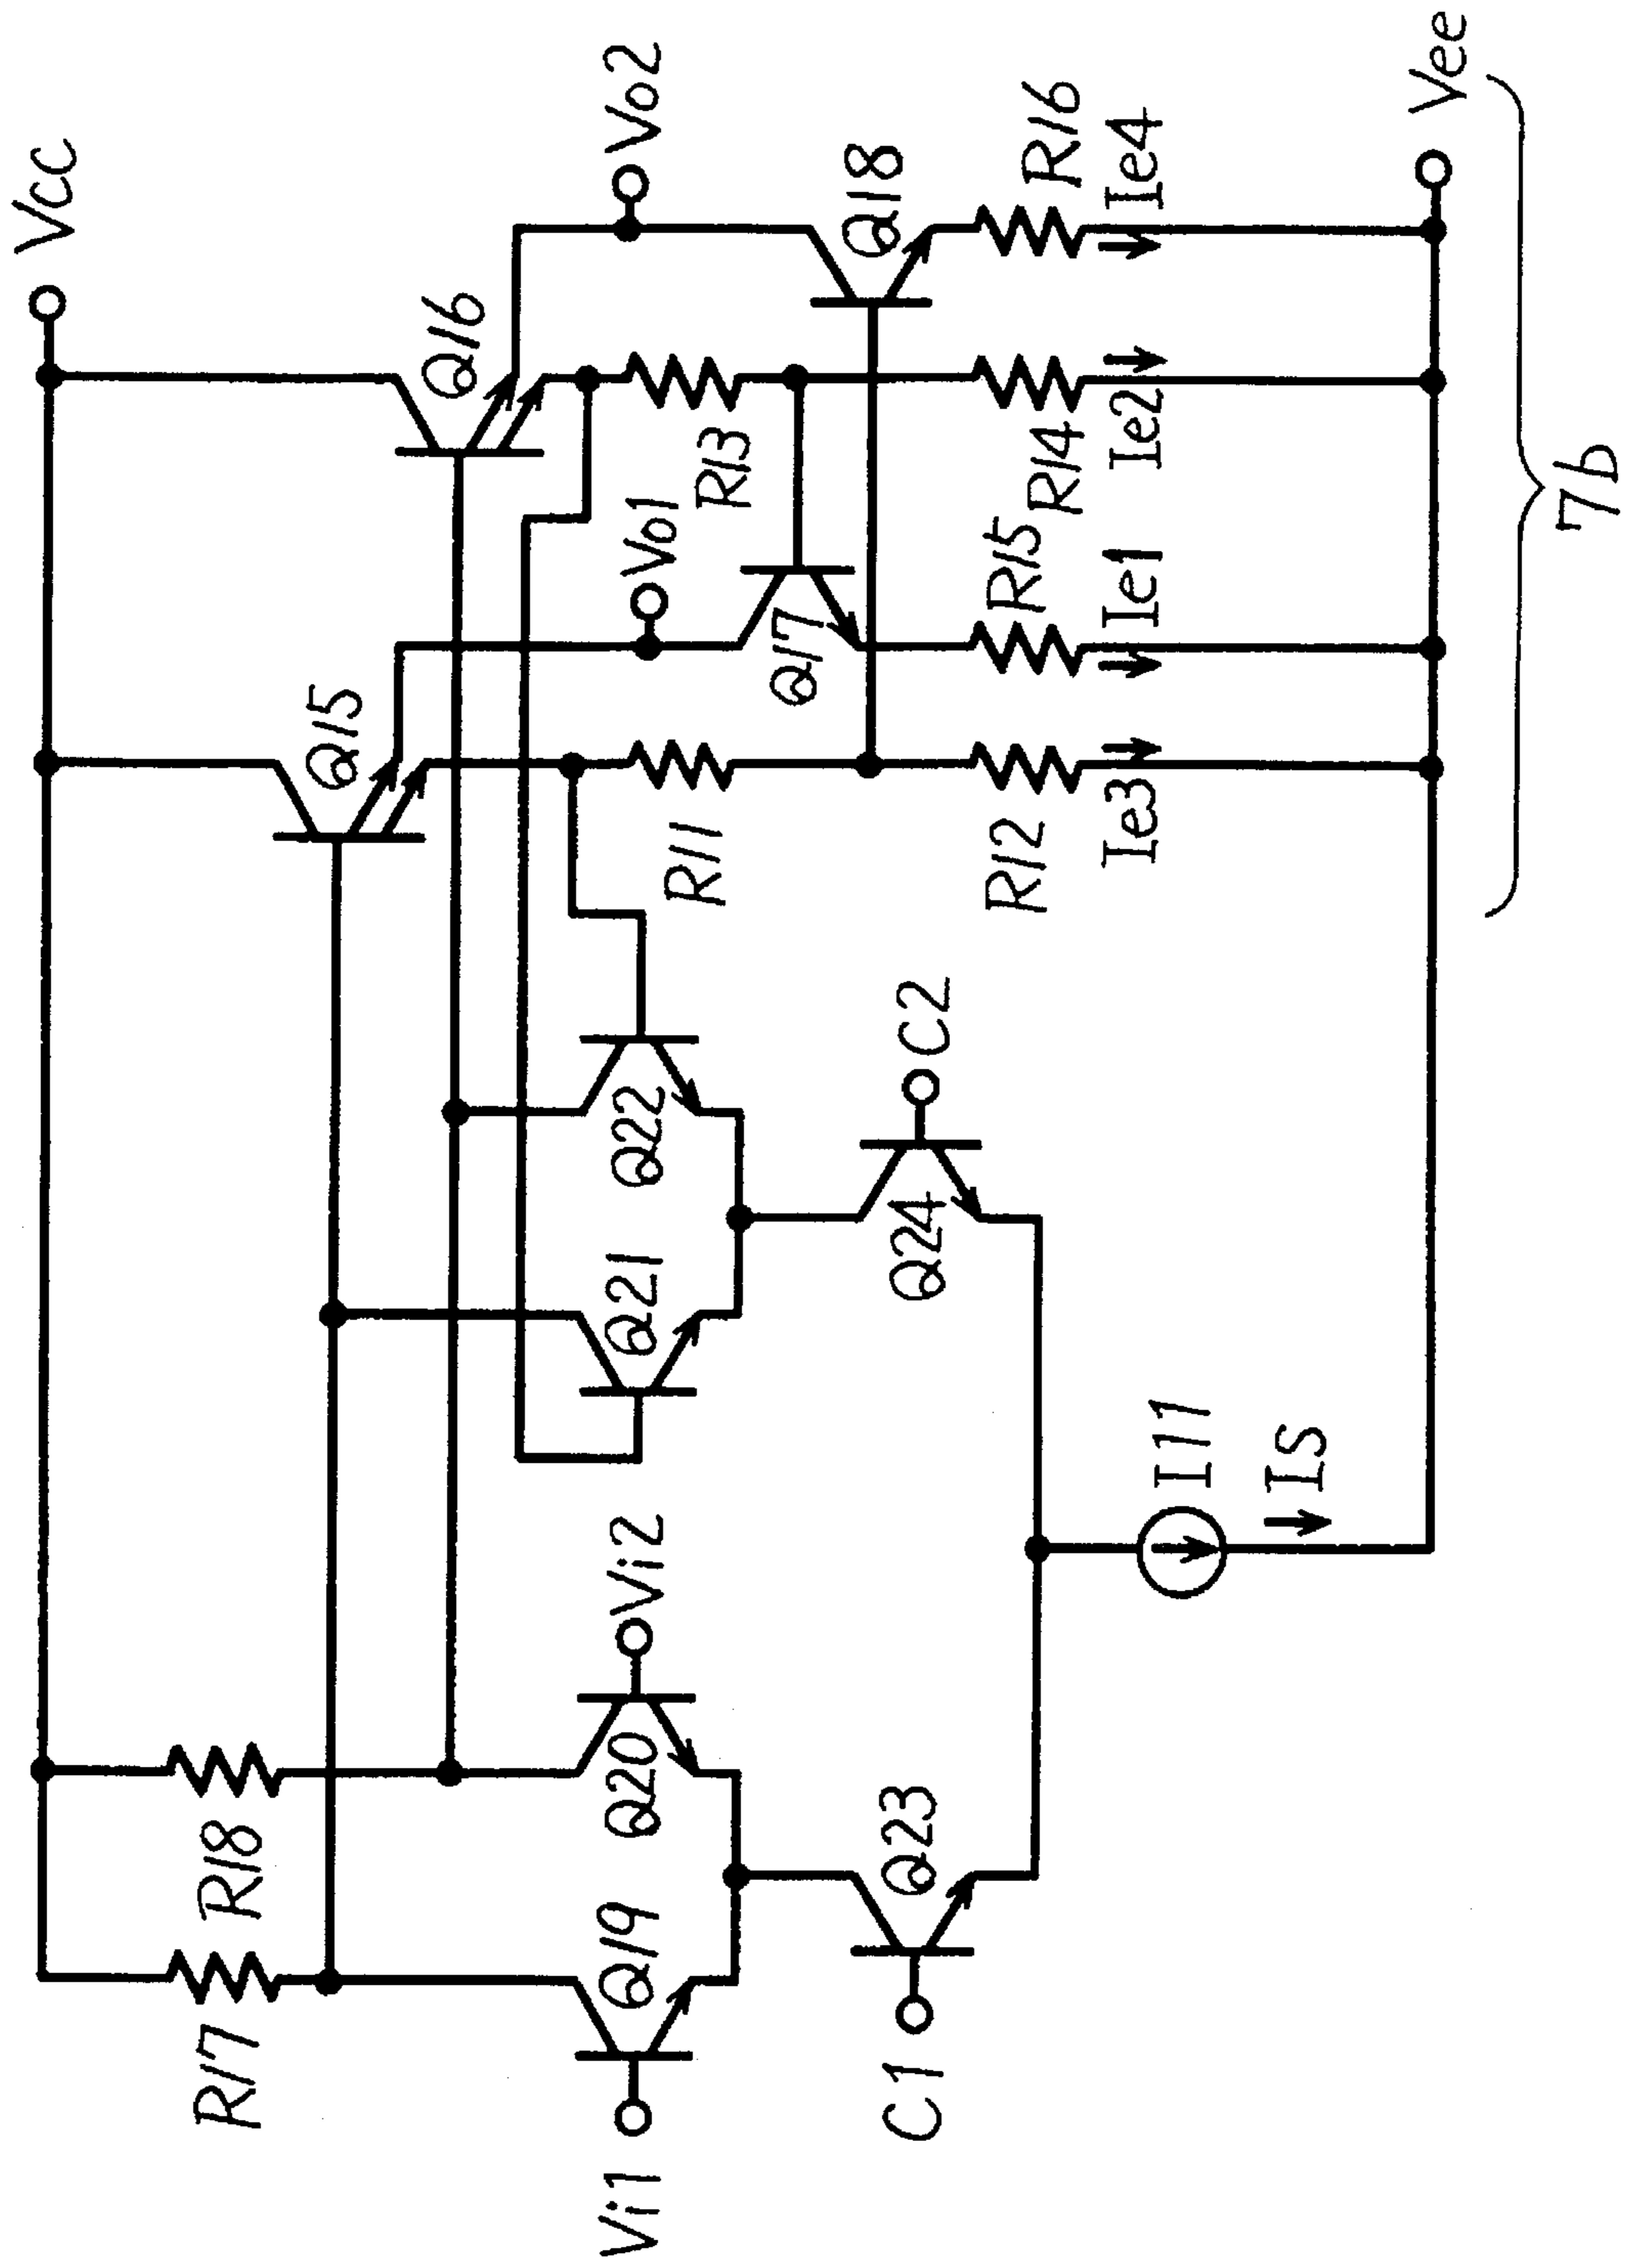 Vcc
R17
R18
Q15
Q16
Vi1
Q19
Q20
Vi2
Q21
Q22
R11
Vo1
R13
Vo2
C1
Q23
Q24
C2
Q17
Q18
I11
IS
R12
R15
R14
R16
Ie3
Ie1
Ie2
Ie4
Vee
7b